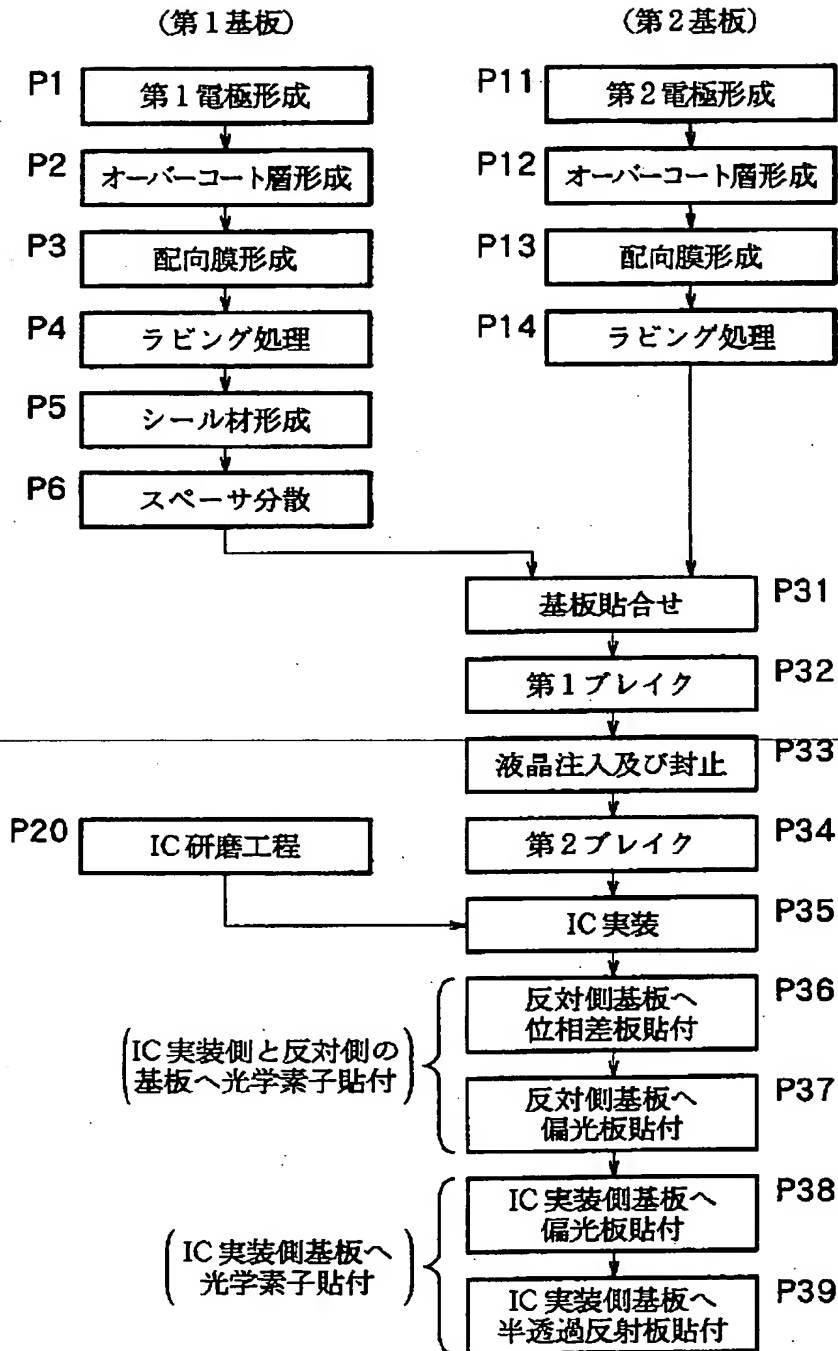 (第1基板)
(第2基板)
P1
第1電極形成
P11
第2電極形成
P2
オーバーコート層形成
P12
オーバーコート層形成
P3
配向膜形成
P13
配向膜形成
P4
ラビング処理
P14
ラビング処理
P5
シール材形成
P6
スペーサ分散
基板貼合せ
P31
第1ブレイク
P32
液晶注入及び封止
P33
P20
IC研磨工程
第2ブレイク
P34
IC実装
P35
(IC実装側と反対側の
基板へ光学素子貼付)
反対側基板へ
位相差板貼付
P36
反対側基板へ
偏光板貼付
P37
(IC実装側基板へ
光学素子貼付)
IC実装側基板へ
偏光板貼付
P38
IC実装側基板へ
半透過反射板貼付
P39